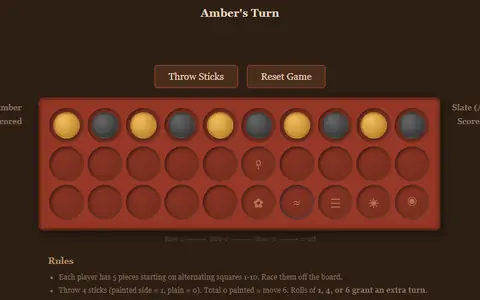 Amber's Turn
Throw Sticks
Reset Game
Slate (A
Score
mber
cored
Rules
• Each player has 5 pieces starting on alternating squares 1-10. Race them off the board.
• Throw 4 sticks (painted side = 1, plain = 0). Total 0 painted = move 6. Rolls of 1, 4, or 6 grant an extra turn.